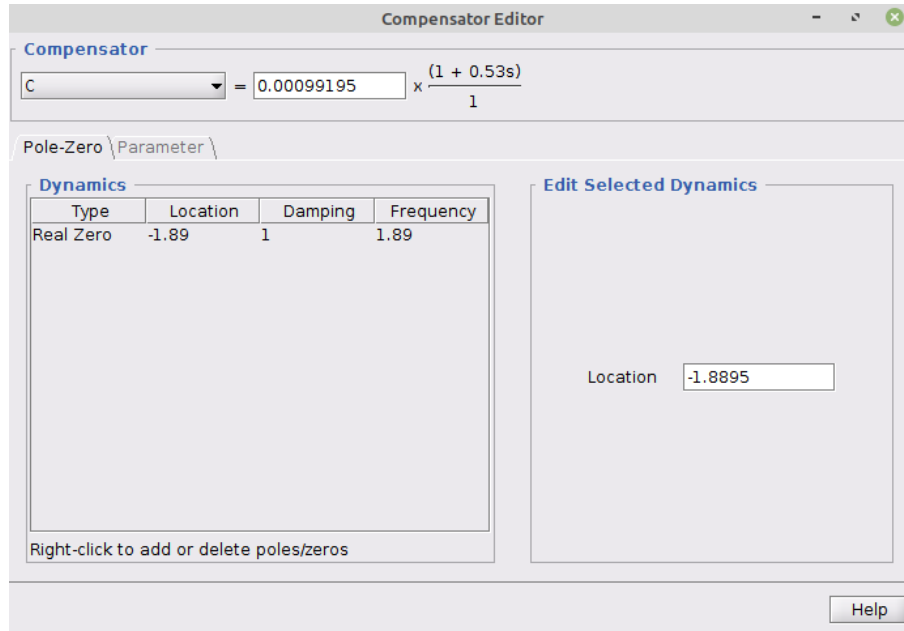 Compensator Editor
Compensator
C = 0.00099195 x (1 + 0.53s)
1
Pole-Zero Parameter
Dynamics
Type Location Damping Frequency
Real Zero -1.89 1 1.89
Right-click to add or delete poles/zeros
Edit Selected Dynamics
Location -1.8895
Help